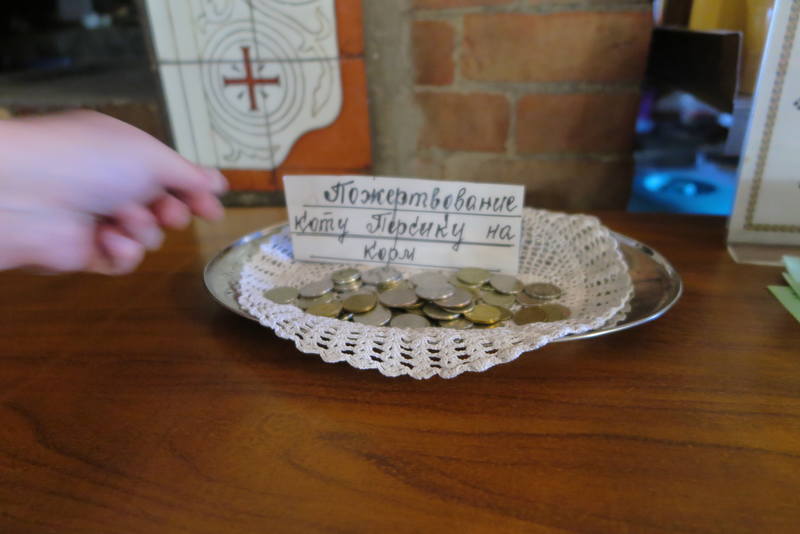 Пожертвование
коту Персику на
корм